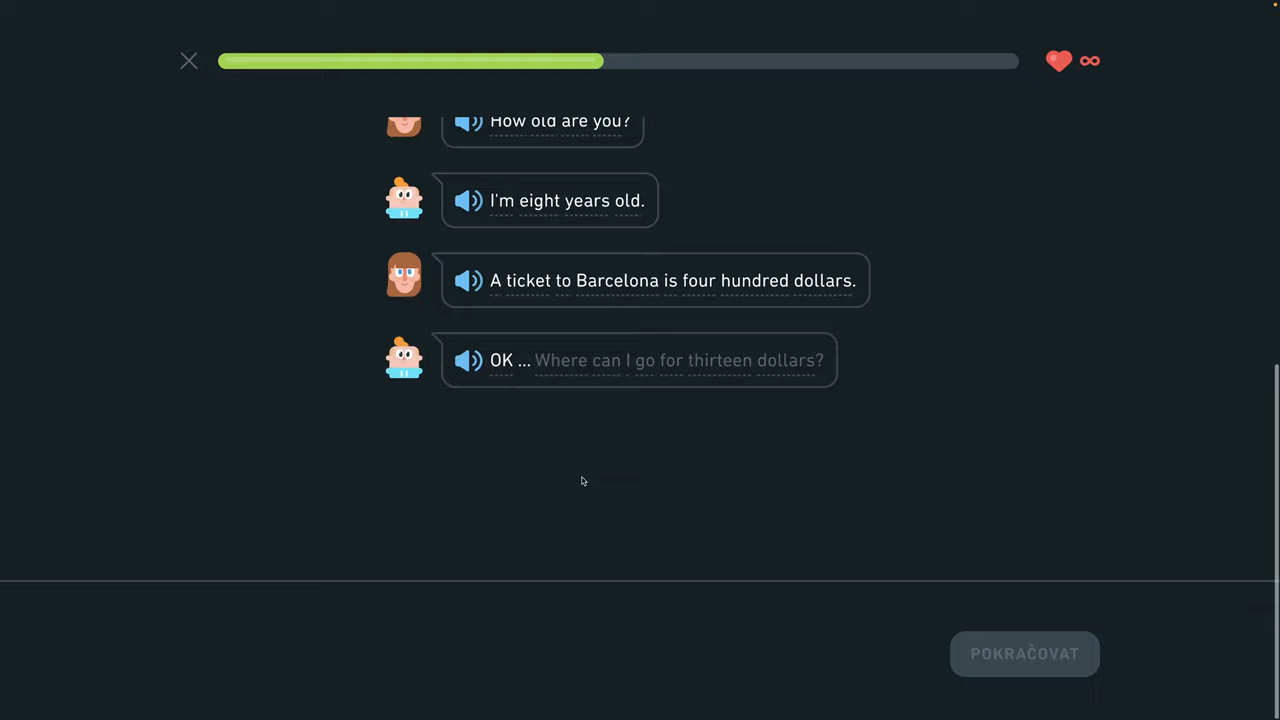 How old are you?
I'm eight years old.
A ticket to Barcelona is four hundred dollars.
OK ... Where can I go for thirteen dollars?
POKRAČOVAT